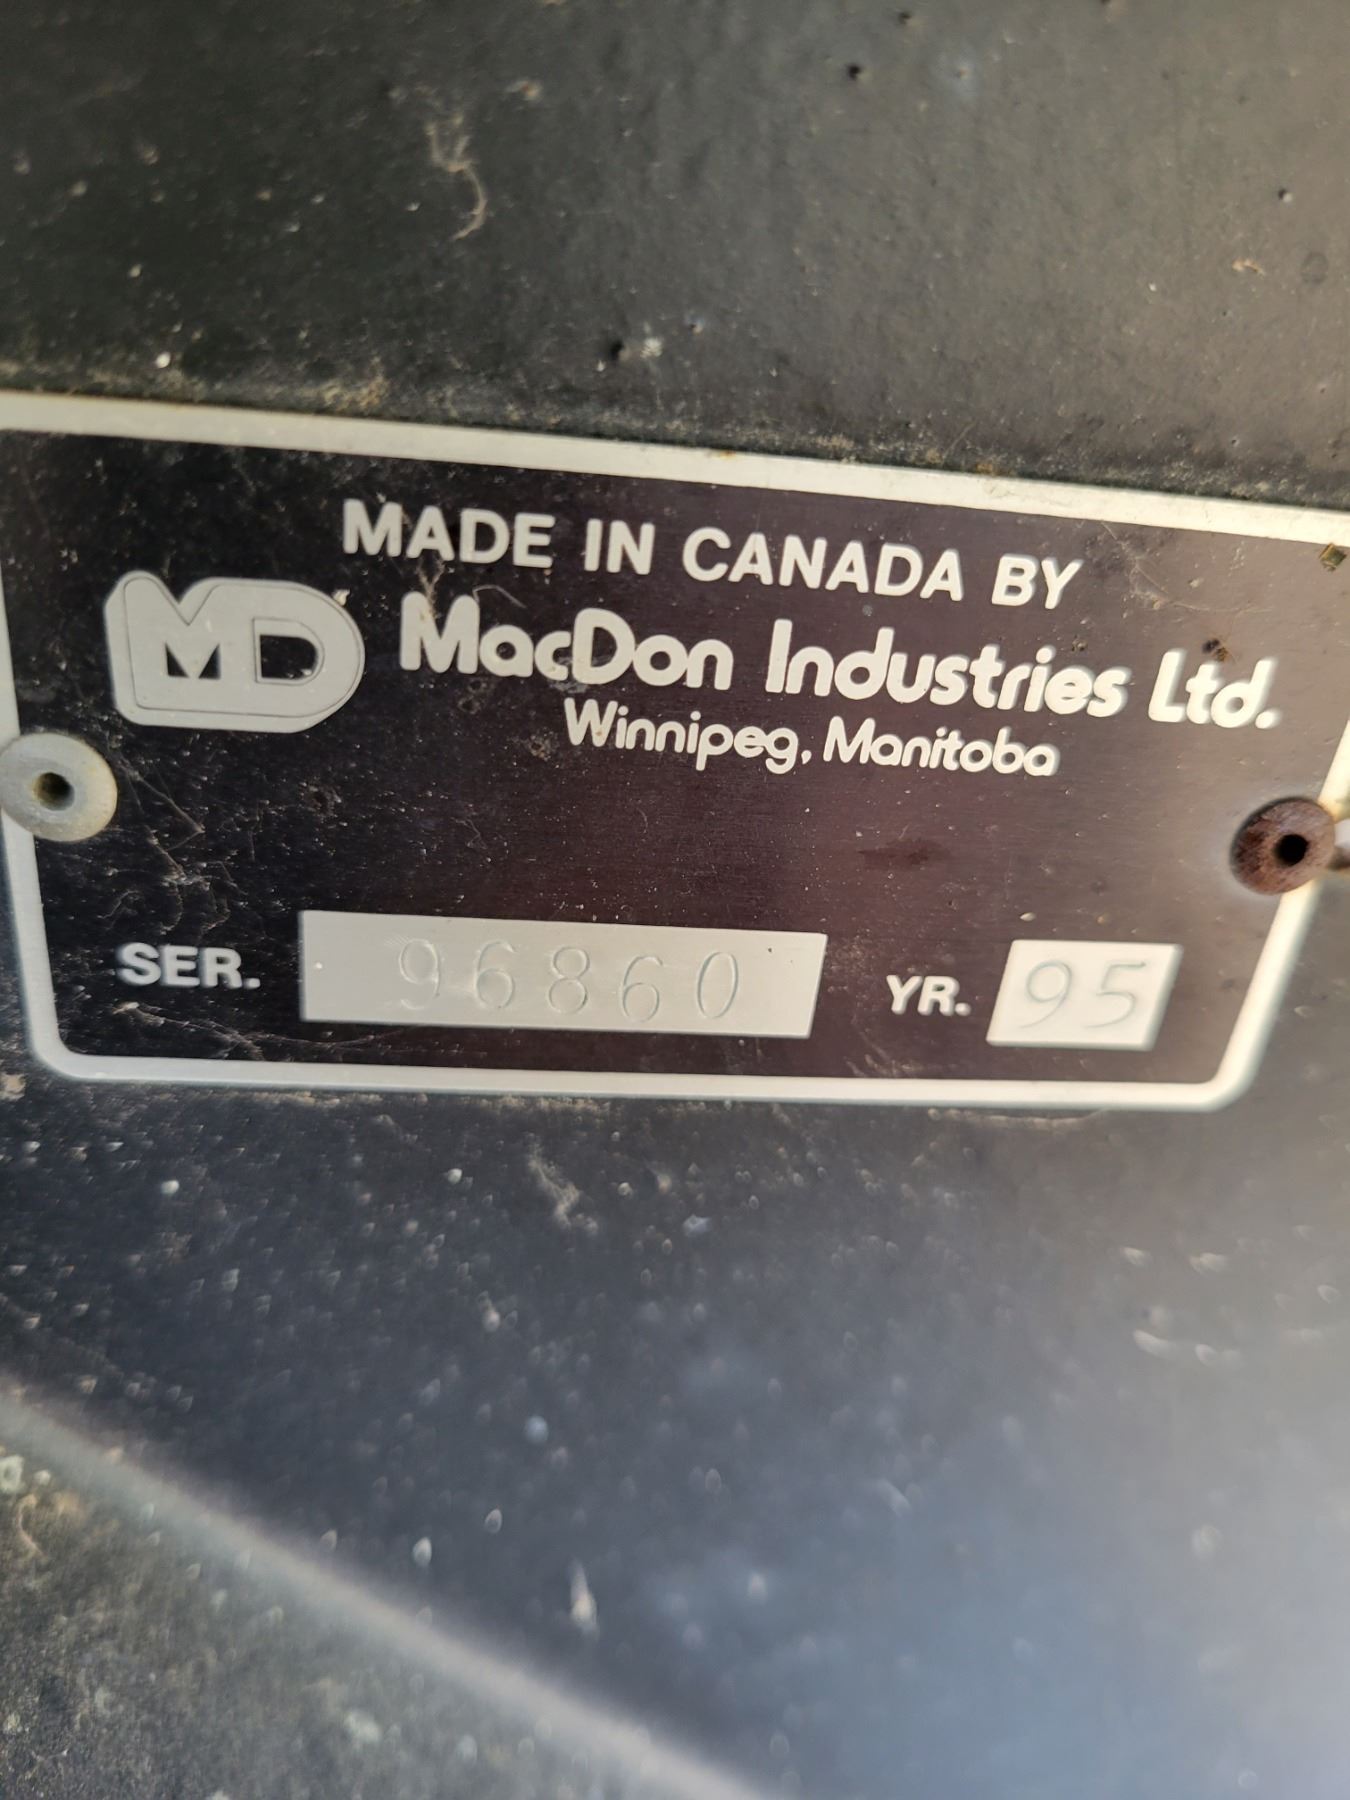 MADE IN CANADA BY
MD MacDon Industries Ltd.
Winnipeg, Manitoba
SER. 96860 YR. 95